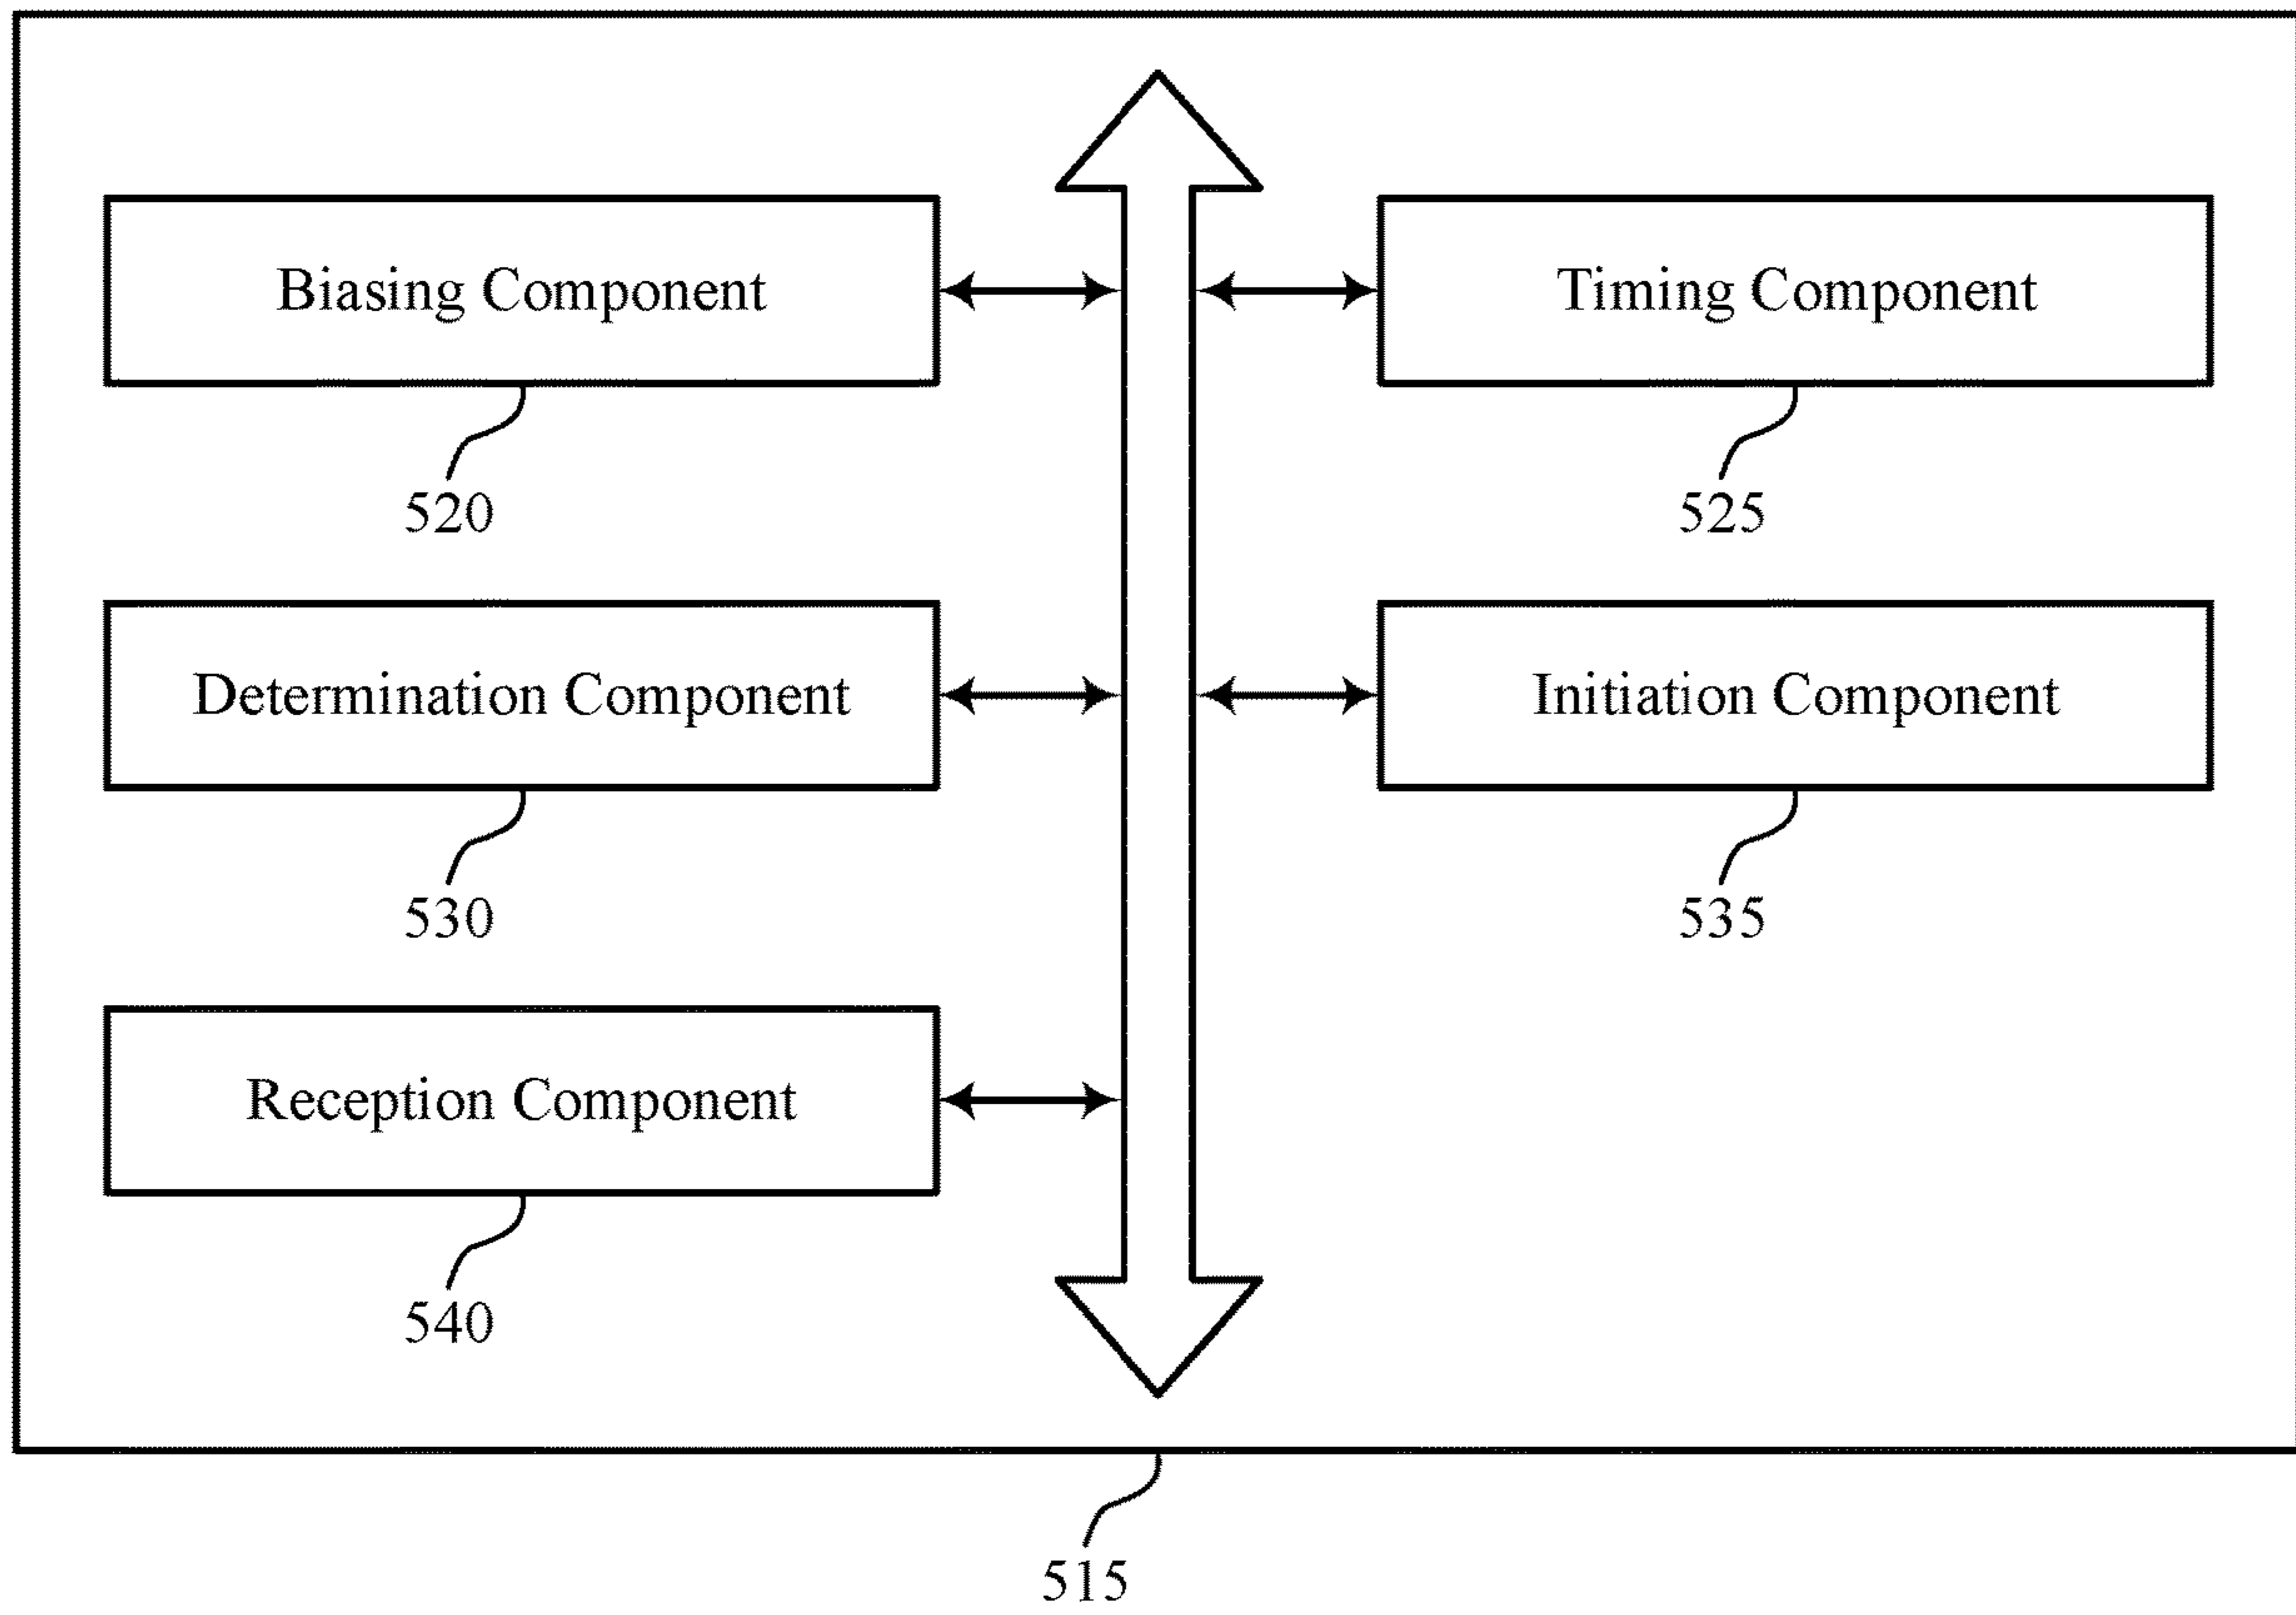 Biasing Component
Timing Component
520
525
Determination Component
Initiation Component
530
535
Reception Component
540
515